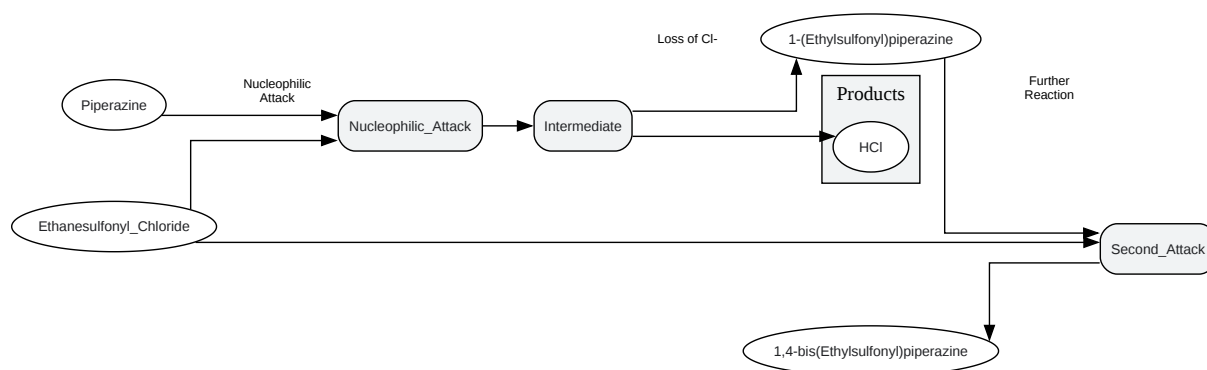 Loss of Cl-
1-(Ethylsulfonyl)piperazine
Nucleophilic
Attack
Further
Reaction
Piperazine
Products
Nucleophilic_Attack
Intermediate
HCl
Ethanesulfonyl_Chloride
Second_Attack
1,4-bis(Ethylsulfonyl)piperazine